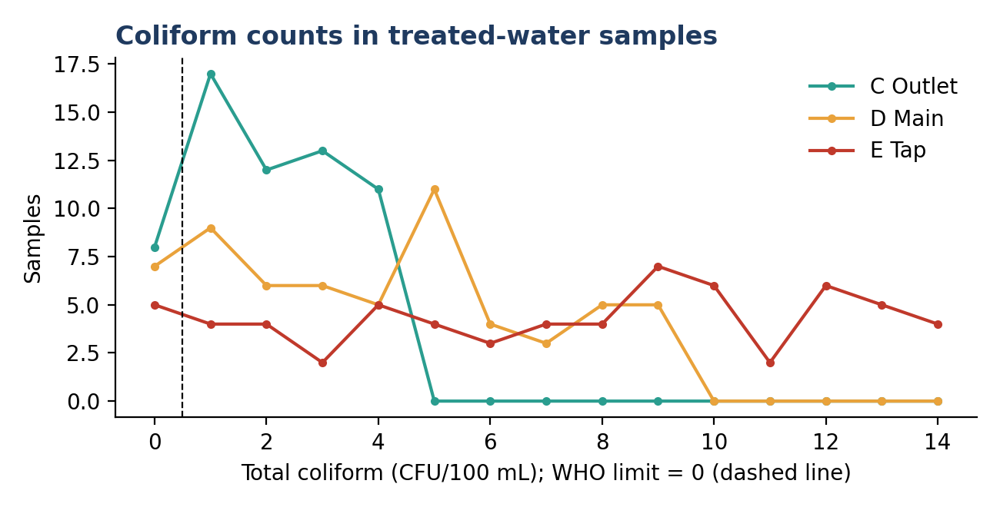 Coliform counts in treated-water samples
17.5
15.0
12.5
10.0
7.5
5.0
2.5
0.0
Samples
C Outlet
D Main
E Tap
0 2 4 6 8 10 12 14
Total coliform (CFU/100 mL); WHO limit = 0 (dashed line)